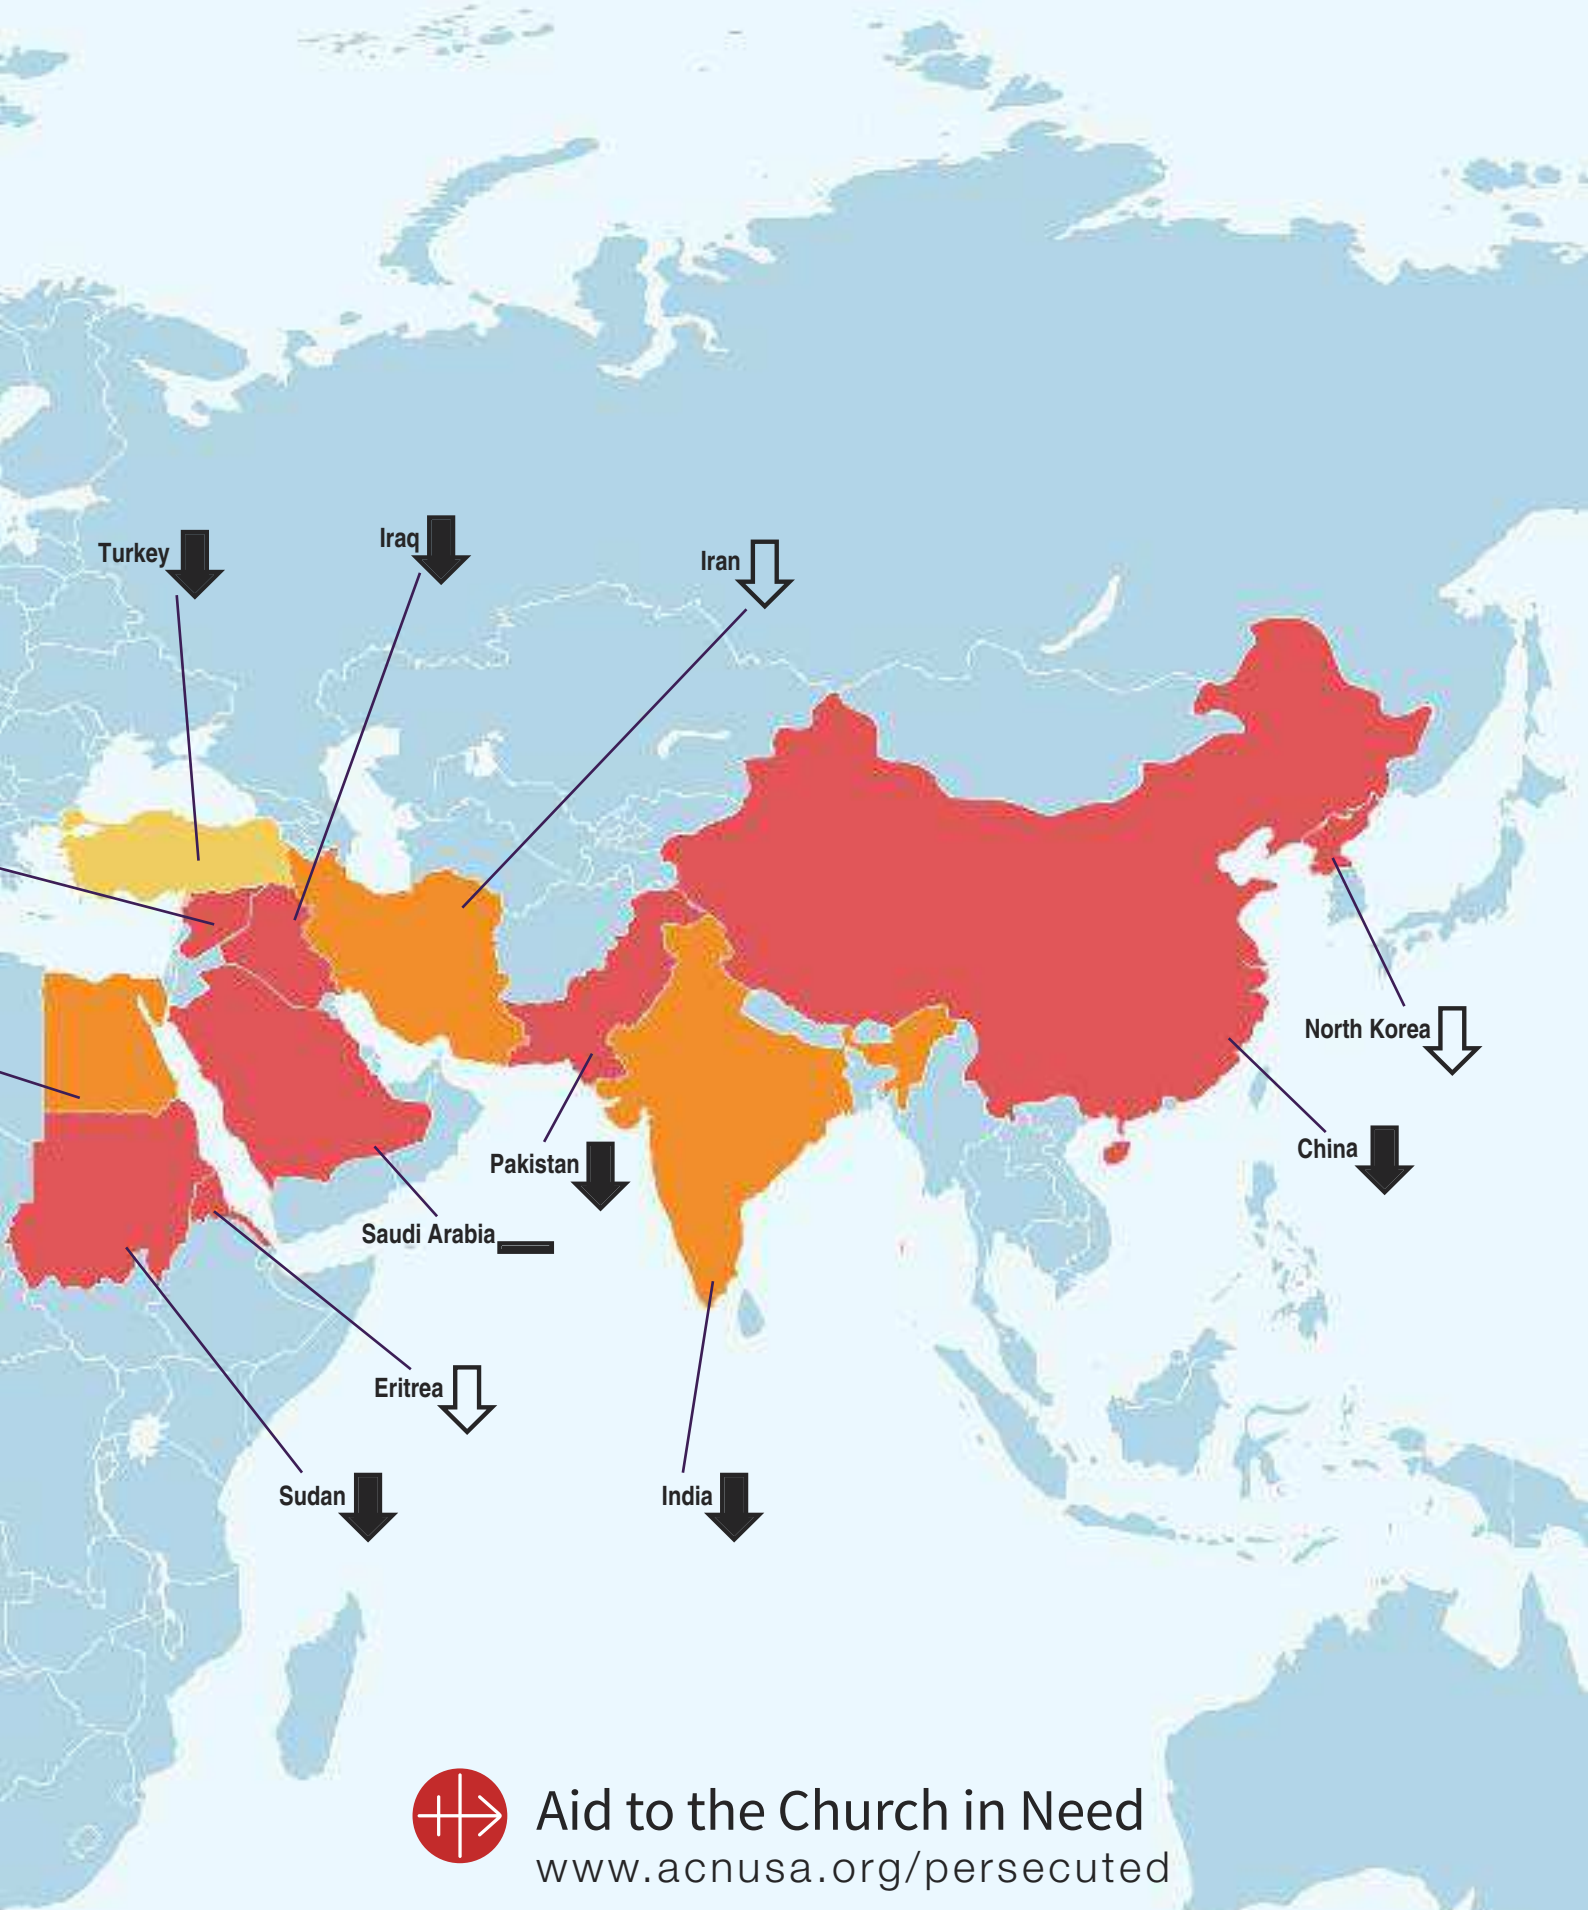 Turkey
Iraq
Iran
North Korea
China
Pakistan
Saudi Arabia
Eritrea
Sudan
India
Aid to the Church in Need
www.acnusa.org/persecuted